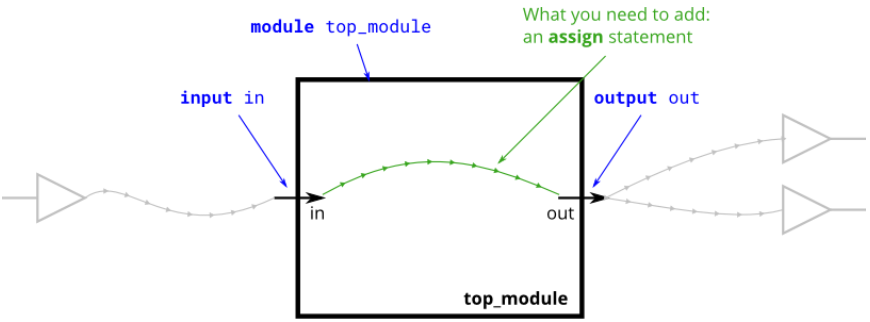 What you need to add:
an assign statement
module top_module
input in
output out
in
out
top_module